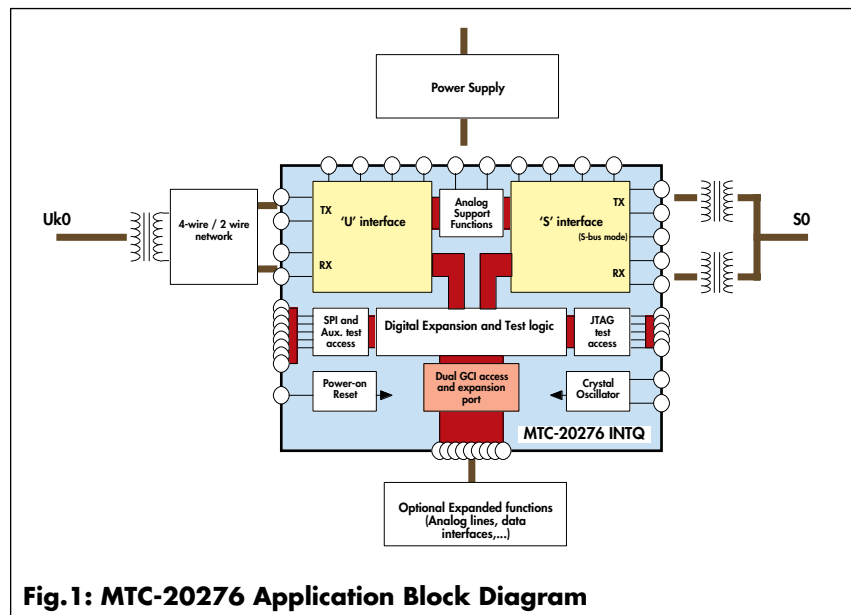 Power Supply
Uk0
4-wire / 2 wire
network
TX
'U' interface
RX
Analog
Support
Functions
TX
'S' interface
(S-bus mode)
RX
S0
SPI and
Aux. test
access
Digital Expansion and Test logic
JTAG
test
access
Power-on
Reset
Dual GCI access
and expansion
port
Crystal
Oscillator
MTC-20276 INTQ
Optional Expanded functions
(Analog lines, data
interfaces,...)
Fig.1: MTC-20276 Application Block Diagram